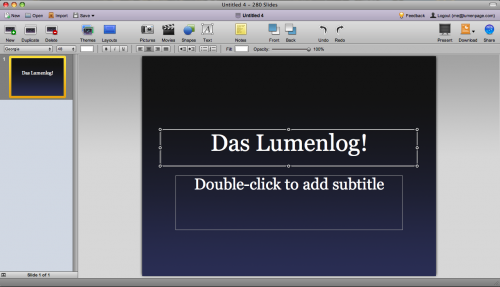 Untitled 4 – 280 Slides
New Open Import Save Untitled 4 Feedback Logout (me@lumenpage.com)
New Duplicate Delete Themes Layouts Pictures Movies Shapes Text Notes Front Back Undo Redo Present Download Share
Georgia 48 B I U Fill Opacity: 100%
1
Das Lumenlog!
Das Lumenlog!
Double-click to add subtitle
Slide 1 of 1